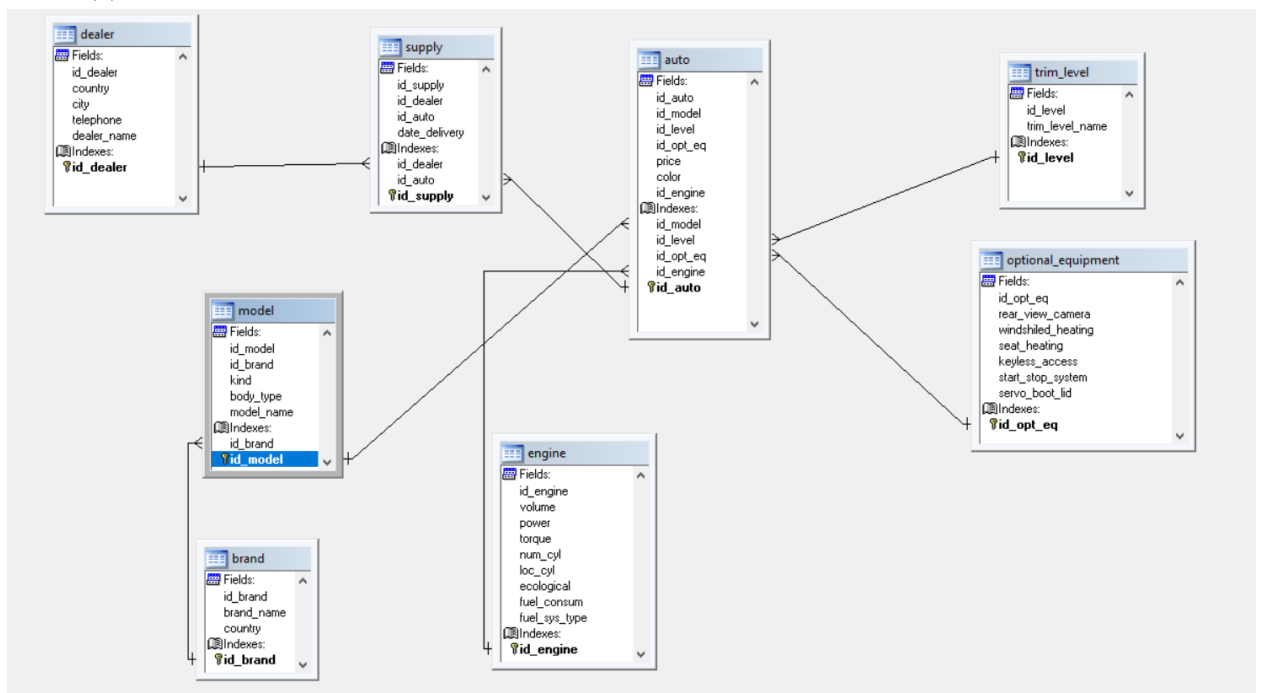 dealer
Fields:
id_dealer
country
city
telephone
dealer_name
Indexes:
id_dealer
supply
Fields:
id_supply
id_dealer
id_auto
date_delivery
Indexes:
id_dealer
id_auto
id_supply
auto
Fields:
id_auto
id_model
id_level
id_opt_eq
price
color
id_engine
Indexes:
id_model
id_level
id_opt_eq
id_engine
id_auto
trim_level
Fields:
id_level
trim_level_name
Indexes:
id_level
optional_equipment
Fields:
id_opt_eq
rear_view_camera
windshiled_heating
seat_heating
keyless_access
start_stop_system
servo_boot_lid
Indexes:
id_opt_eq
model
Fields:
id_model
id_brand
kind
body_type
model_name
Indexes:
id_brand
id_model
engine
Fields:
id_engine
volume
power
torque
num_cyl
loc_cyl
ecological
fuel_consum
fuel_sys_type
Indexes:
id_engine
brand
Fields:
id_brand
brand_name
country
Indexes:
id_brand